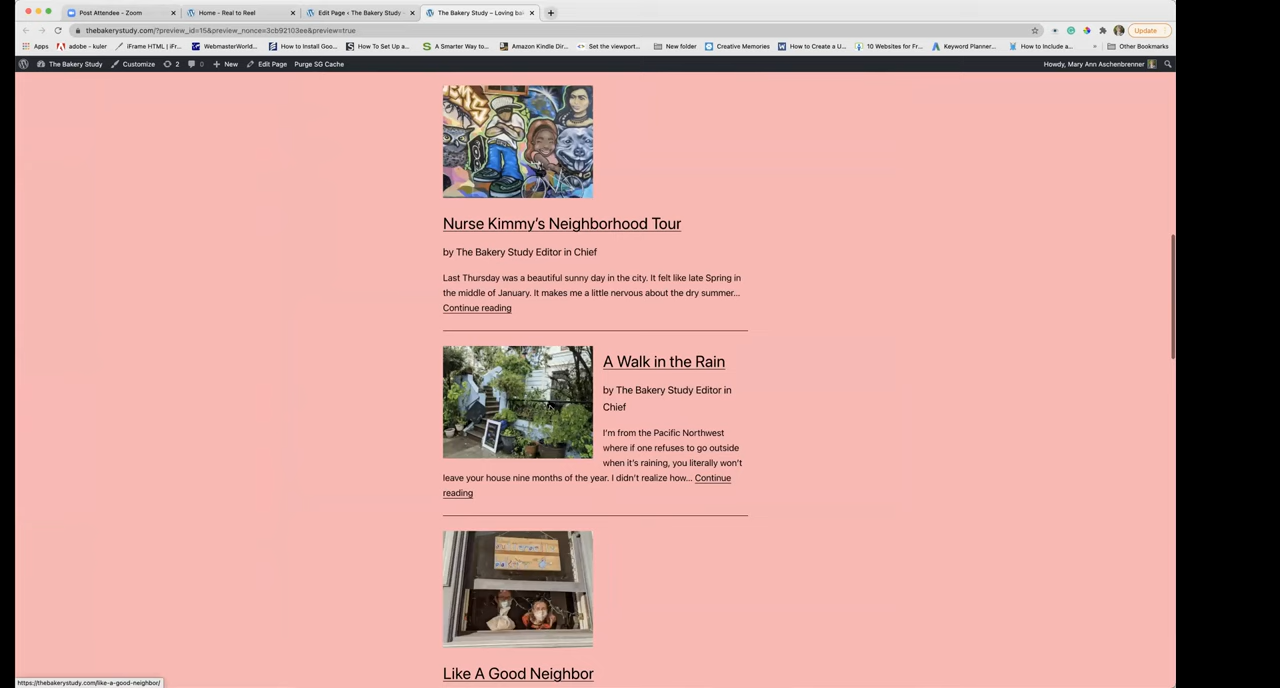 Post Attendee - Zoom
Home - Real to Reel
Edit Page ‹ The Bakery Study
The Bakery Study – Loving ba
thebakerystudy.com/?preview_id=15&preview_nonce=3cb92103ee&preview=true
Update
Apps
adobe - kuler
iFrame HTML | iFr...
WebmasterWorld...
How to Install Goo...
How To Set Up a...
A Smarter Way to...
Amazon Kindle Dir...
Set the viewport...
New folder
Creative Memories
How to Create a U...
10 Websites for Fr...
Keyword Planner...
How to Include a...
Other Bookmarks
The Bakery Study
Customize
2
0
New
Edit Page
Purge SG Cache
Howdy, Mary Ann Aschenbrenner
Nurse Kimmy’s Neighborhood Tour
by The Bakery Study Editor in Chief
Last Thursday was a beautiful sunny day in the city. It felt like late Spring in
the middle of January. It makes me a little nervous about the dry summer...
Continue reading
A Walk in the Rain
by The Bakery Study Editor in
Chief
I’m from the Pacific Northwest
where if one refuses to go outside
when it’s raining, you literally won’t
leave your house nine months of the year. I didn’t realize how... Continue
reading
Like A Good Neighbor
https://thebakerystudy.com/like-a-good-neighbor/